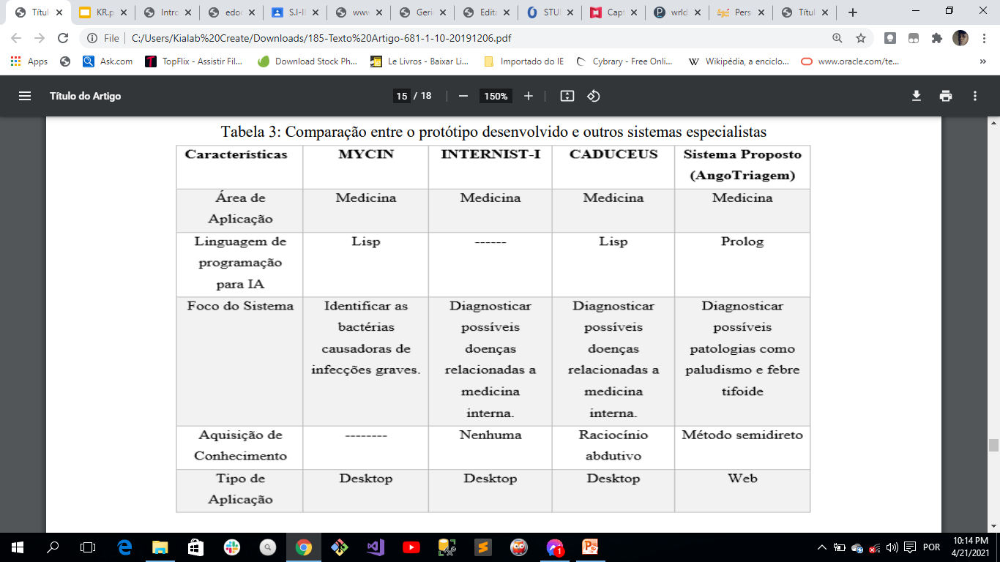 Títul
KR.p
Intro
edoc
S.I-II
www
Geri
Edita
STUI
Capt
wrld
Pers
Títul
File
C:/Users/Kialab%20Create/Downloads/185-Texto%20Artigo-681-1-10-20191206.pdf
Apps
Ask.com
TopFlix - Assistir Fil...
Download Stock Ph...
Le Livros - Baixar Li...
Importado do IE
Cybrary - Free Onli...
Wikipédia, a enciclo...
www.oracle.com/te...
»
Título do Artigo
15 / 18
150%
Tabela 3: Comparação entre o protótipo desenvolvido e outros sistemas especialistas
Características MYCIN INTERNIST-I CADUCEUS Sistema Proposto
(AngoTriagem)
Área de Medicina Medicina Medicina Medicina
Aplicação
Linguagem de Lisp ------ Lisp Prolog
programação
para IA
Foco do Sistema Identificar as Diagnosticar Diagnosticar Diagnosticar
bactérias possíveis possíveis possíveis
causadoras de doenças doenças patologias como
infecções graves. relacionadas a relacionadas a paludismo e febre
medicina medicina tifoide
interna. interna.
Aquisição de -------- Nenhuma Raciocínio Método semidireto
Conhecimento abdutivo
Tipo de Desktop Desktop Desktop Web
Aplicação
1
POR
10:14 PM
4/21/2021